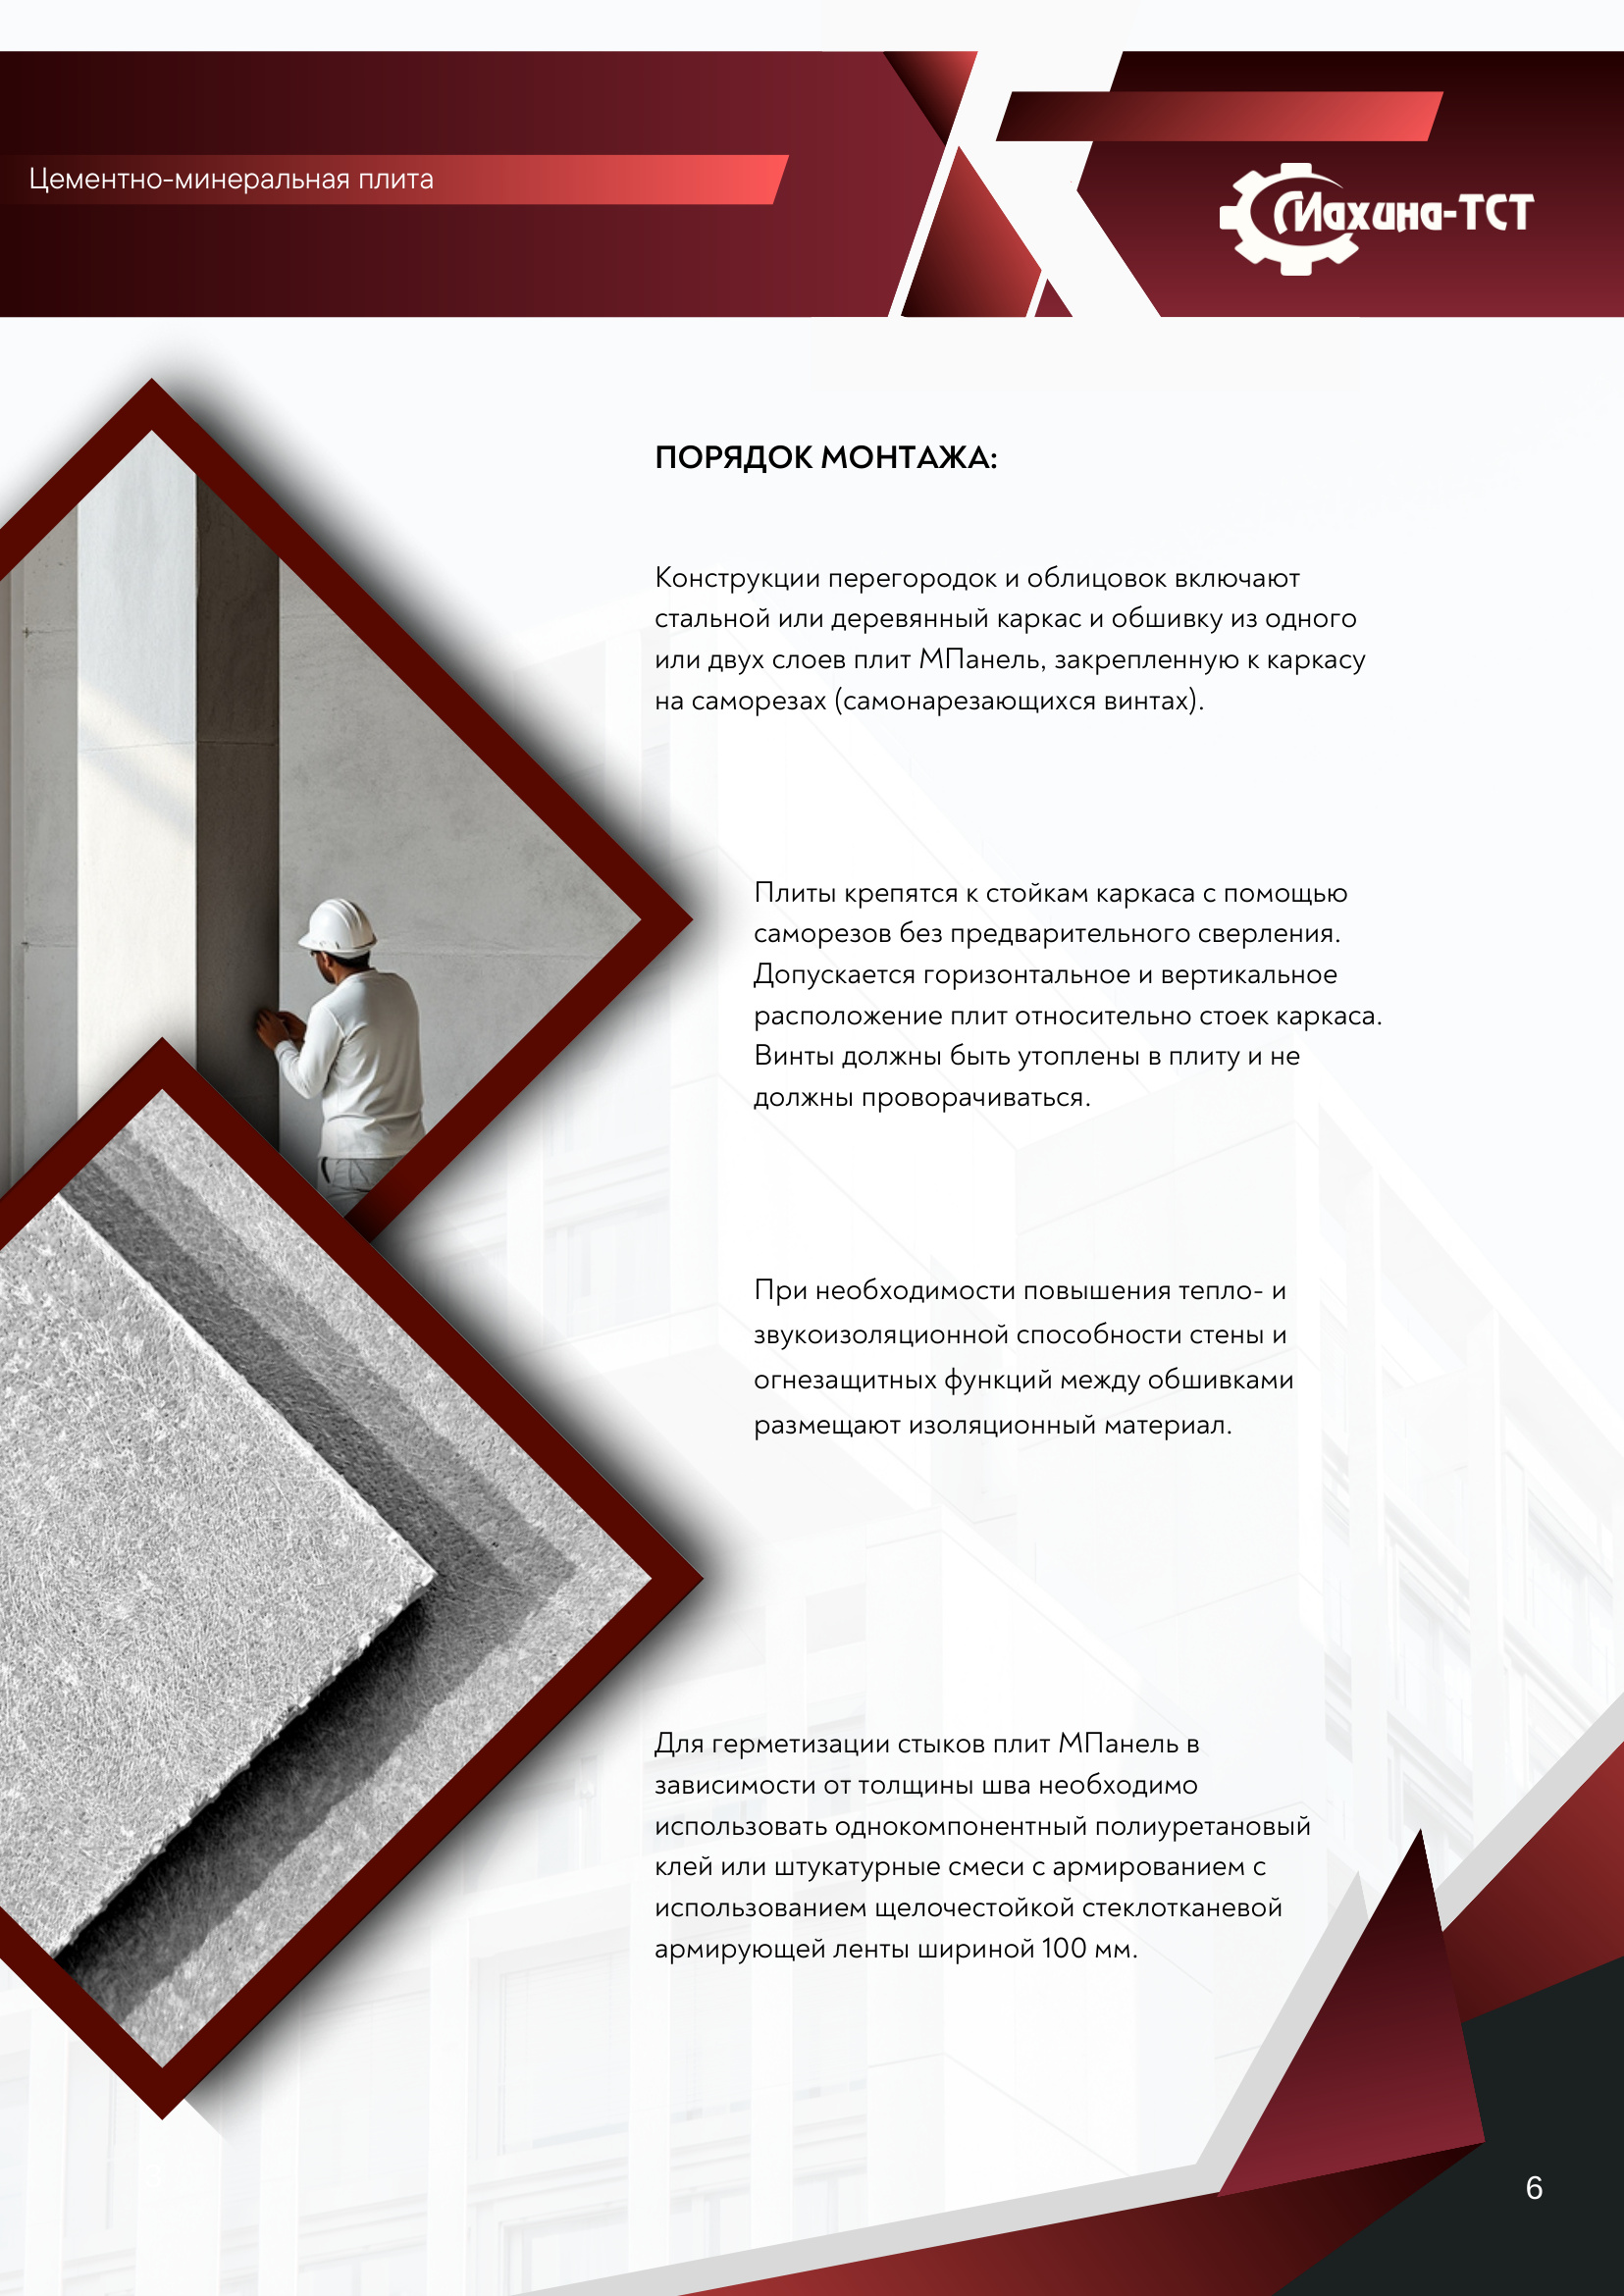 Цементно-минеральная плита
Махина-ТСТ
ПОРЯДОК МОНТАЖА:
Конструкции перегородок и облицовок включают
стальной или деревянный каркас и обшивку из одного
или двух слоев плит МПанель, закрепленную к каркасу
на саморезах (самонарезающихся винтах).
Плиты крепятся к стойкам каркаса с помощью
саморезов без предварительного сверления.
Допускается горизонтальное и вертикальное
расположение плит относительно стоек каркаса.
Винты должны быть утоплены в плиту и не
должны проворачиваться.
При необходимости повышения тепло- и
звукоизоляционной способности стены и
огнезащитных функций между обшивками
размещают изоляционный материал.
Для герметизации стыков плит МПанель в
зависимости от толщины шва необходимо
использовать однокомпонентный полиуретановый
клей или штукатурные смеси с армированием с
использованием щелочестойкой стеклотканевой
армирующей ленты шириной 100 мм.
6